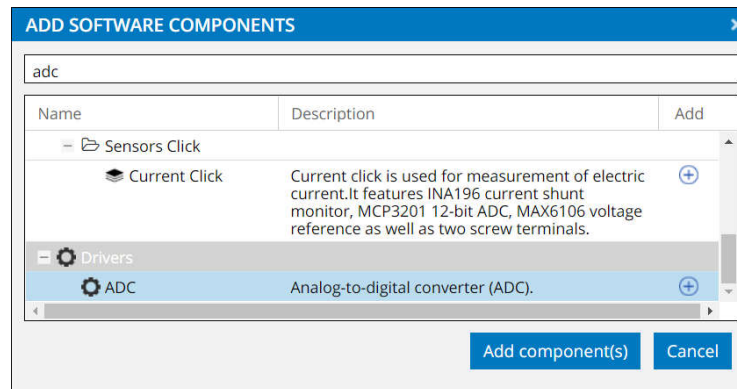 ADD SOFTWARE COMPONENTS
adc
Name Description Add
Sensors Click
Current Click Current click is used for measurement of electric
current.It features INA196 current shunt
monitor, MCP3201 12-bit ADC, MAX6106 voltage
reference as well as two screw terminals.
Drivers
ADC Analog-to-digital converter (ADC).
Add component(s) Cancel